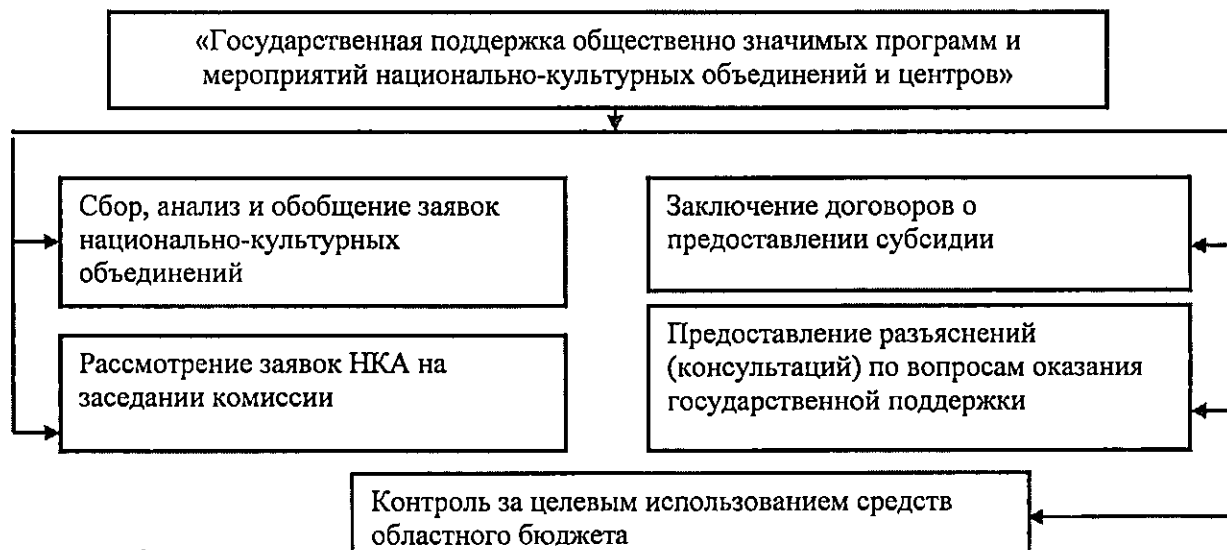 «Государственная поддержка общественно значимых программ и
мероприятий национально-культурных объединений и центров»
Сбор, анализ и обобщение заявок
национально-культурных
объединений
Заключение договоров о
предоставлении субсидии
Рассмотрение заявок НКА на
заседании комиссии
Предоставление разъяснений
(консультаций) по вопросам оказания
государственной поддержки
Контроль за целевым использованием средств
областного бюджета